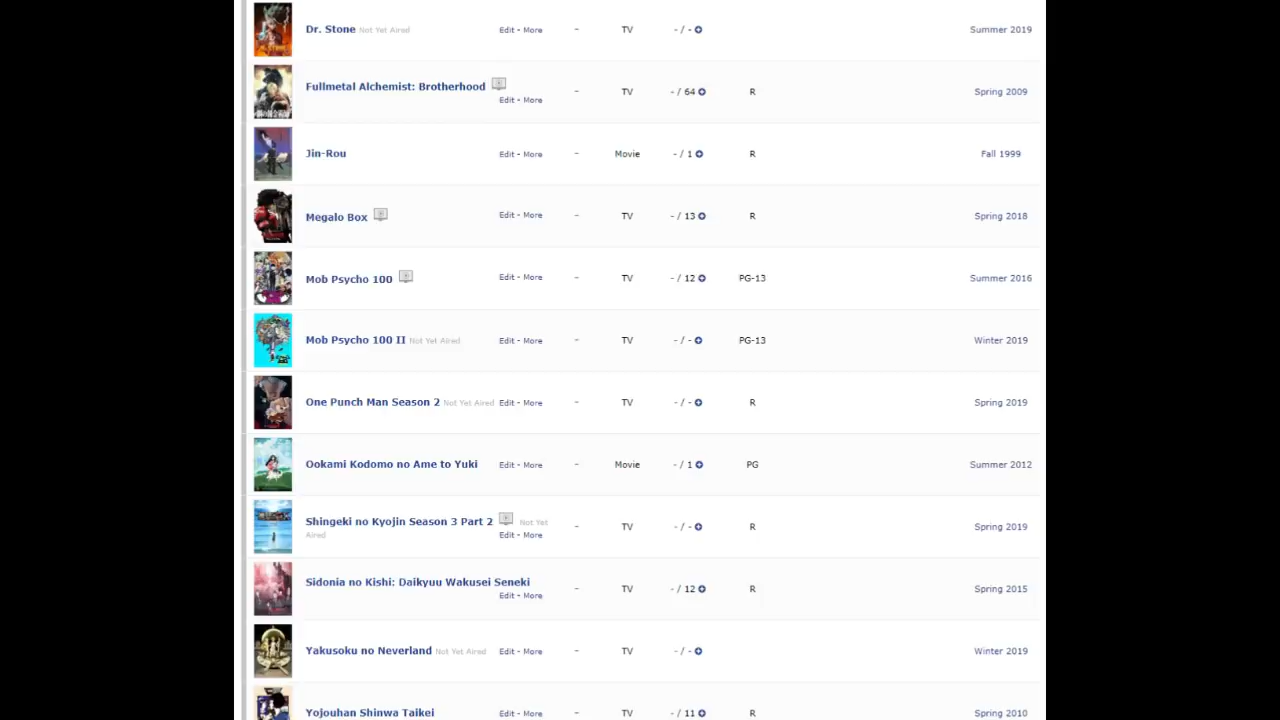 Dr. Stone Not Yet Aired Edit - More - TV - / - Summer 2019
Fullmetal Alchemist: Brotherhood
Edit - More - TV - / 64 R Spring 2009
Jin-Rou Edit - More - Movie - / 1 R Fall 1999
Megalo Box Edit - More - TV - / 13 R Spring 2018
Mob Psycho 100 Edit - More - TV - / 12 PG-13 Summer 2016
Mob Psycho 100 II Not Yet Aired Edit - More - TV - / - PG-13 Winter 2019
One Punch Man Season 2 Not Yet Aired Edit - More - TV - / - R Spring 2019
Ookami Kodomo no Ame to Yuki Edit - More - Movie - / 1 PG Summer 2012
Shingeki no Kyojin Season 3 Part 2 Not Yet
Aired Edit - More - TV - / - R Spring 2019
Sidonia no Kishi: Daikyuu Wakusei Seneki
Edit - More - TV - / 12 R Spring 2015
Yakusoku no Neverland Not Yet Aired Edit - More - TV - / - Winter 2019
Yojouhan Shinwa Taikei Edit - More - TV - / 11 R Spring 2010